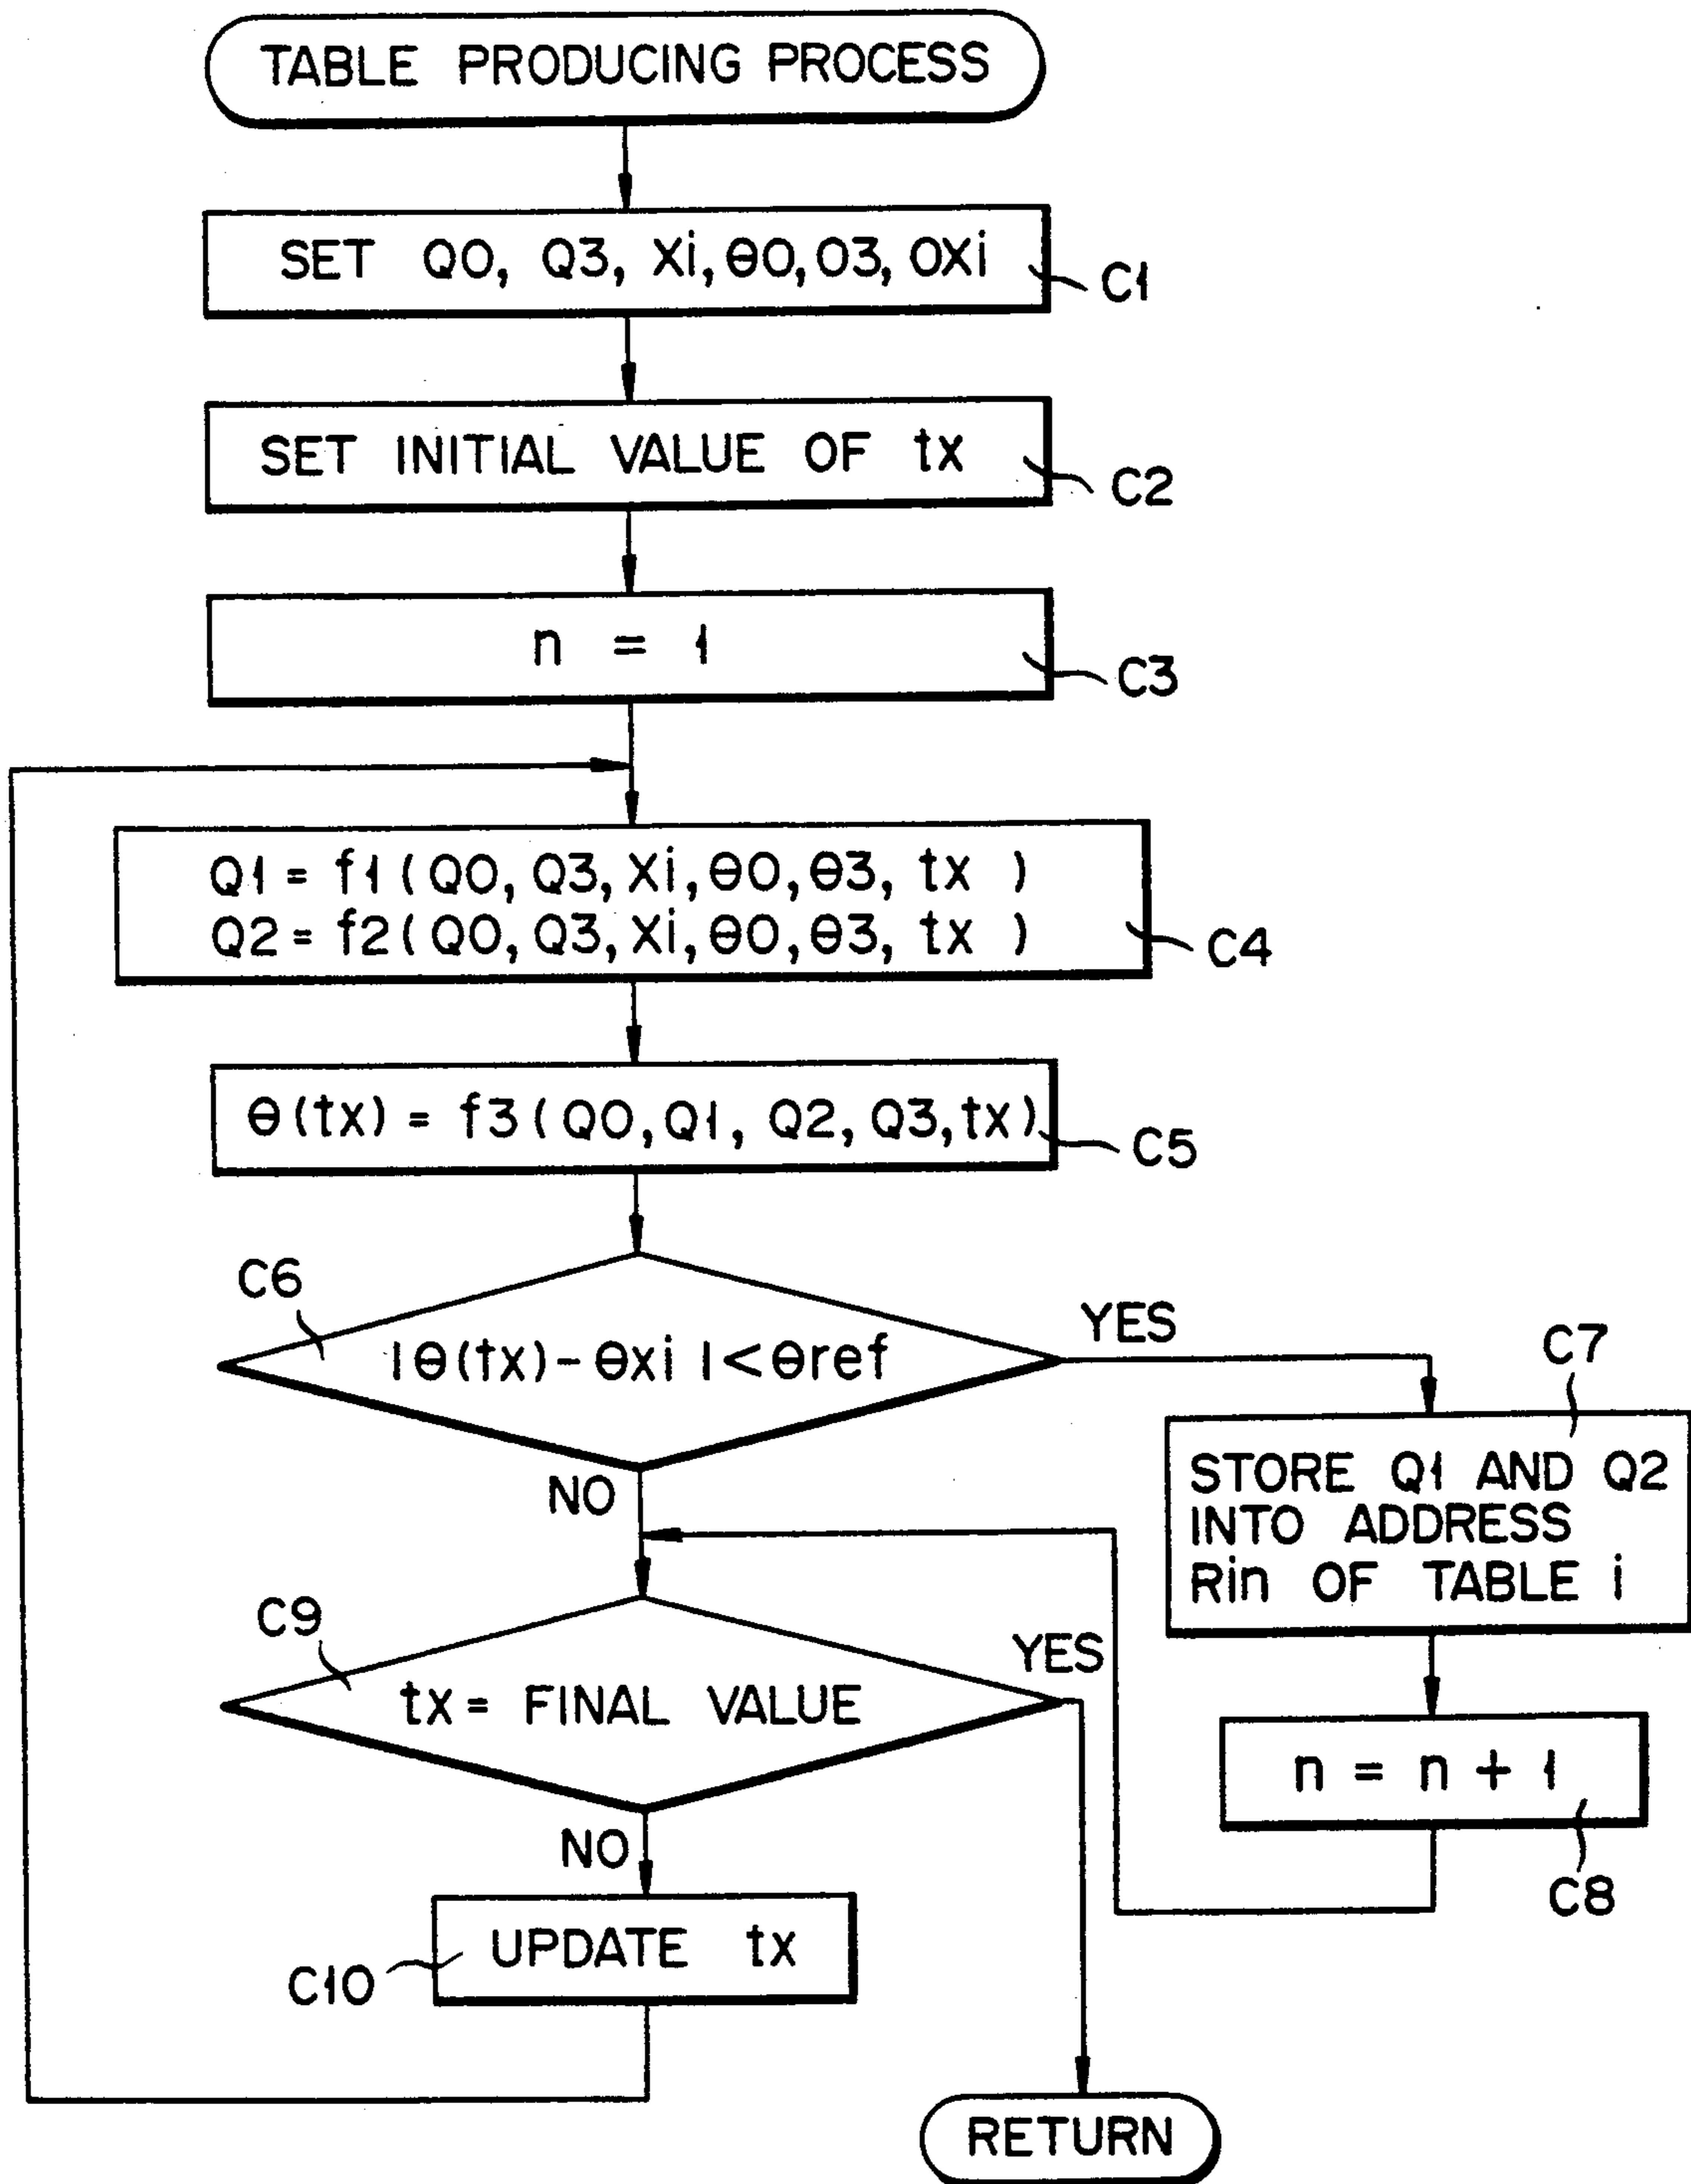 TABLE PRODUCING PROCESS
SET Q0, Q3, Xi, θ0, O3, OXi
C1
SET INITIAL VALUE OF tx
C2
n = 1
C3
Q1 = f1 ( Q0, Q3, Xi, θ0, θ3, tx )
Q2 = f2 ( Q0, Q3, Xi, θ0, θ3, tx )
C4
θ(tx) = f3 ( Q0, Q1, Q2, Q3, tx )
C5
C6
|θ(tx) - θxi | < θref
YES
NO
C7
STORE Q1 AND Q2
INTO ADDRESS
Rin OF TABLE i
n = n + 1
C8
C9
tx = FINAL VALUE
YES
NO
UPDATE tx
C10
RETURN